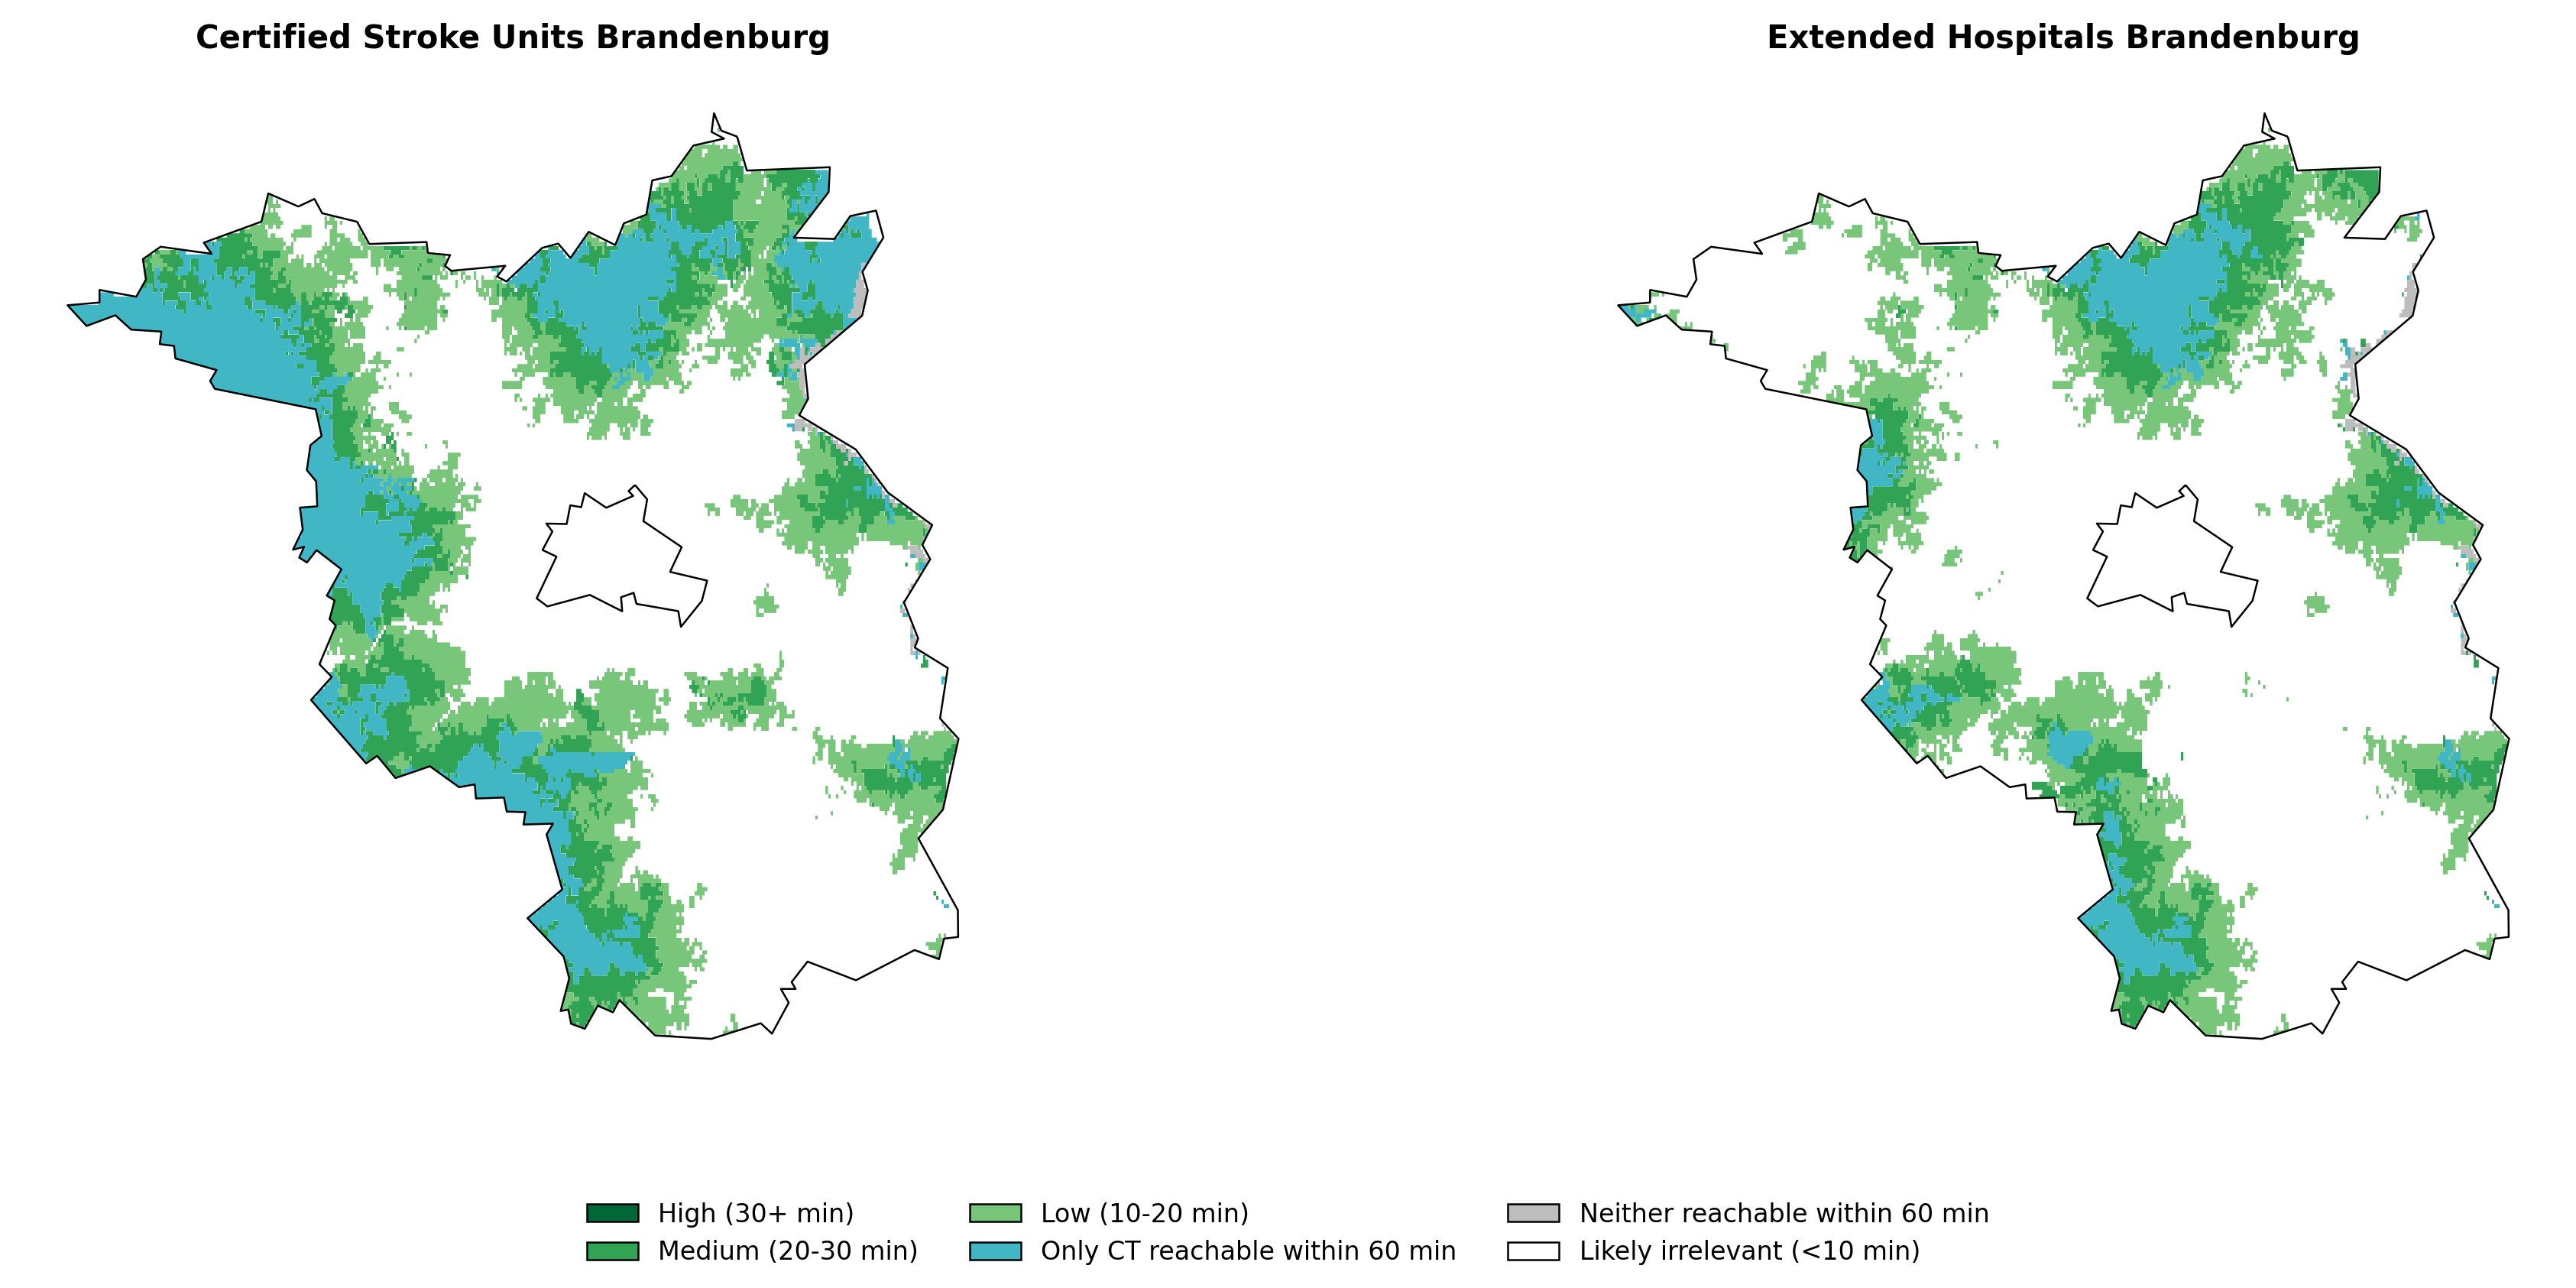 Certified Stroke Units Brandenburg
Extended Hospitals Brandenburg
High (30+ min)
Medium (20-30 min)
Low (10-20 min)
Only CT reachable within 60 min
Neither reachable within 60 min
Likely irrelevant (<10 min)